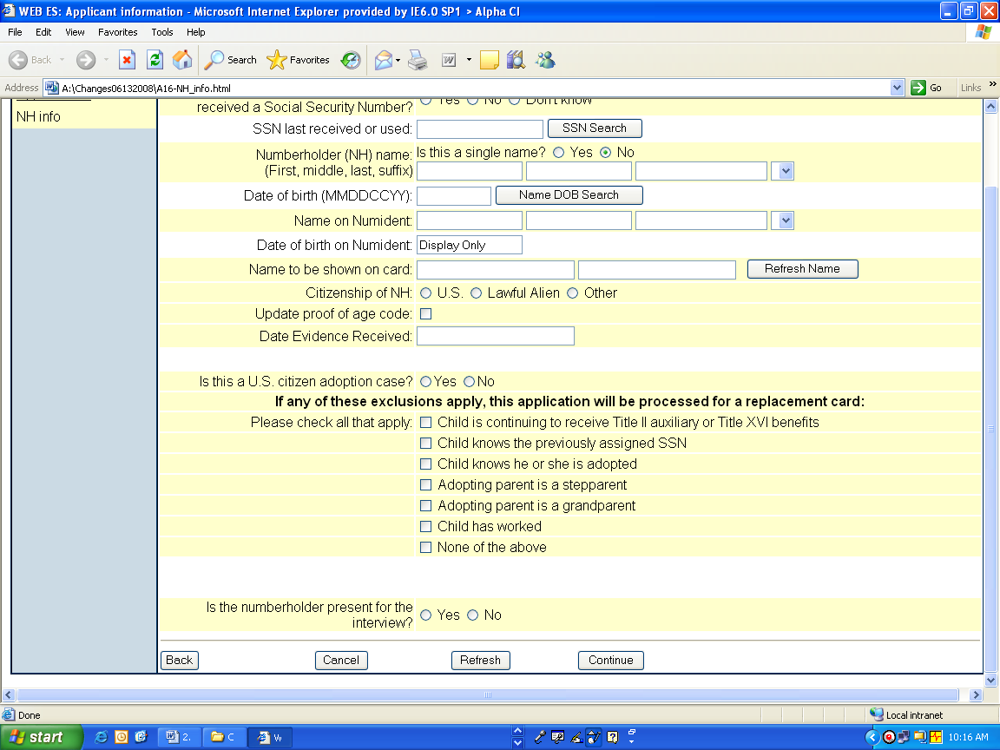 WEB ES: Applicant information - Microsoft Internet Explorer provided by IE6.0 SP1 > Alpha CI
File Edit View Favorites Tools Help
Back Search Favorites
Address A:\Changes06132008\A16-NH_info.html Go Links »
NH info
received a Social Security Number? Yes No Don't know
SSN last received or used: SSN Search
Numberholder (NH) name: Is this a single name? Yes No
(First, middle, last, suffix)
Date of birth (MMDDCCYY): Name DOB Search
Name on Numident:
Date of birth on Numident: Display Only
Name to be shown on card: Refresh Name
Citizenship of NH: U.S. Lawful Alien Other
Update proof of age code:
Date Evidence Received:
Is this a U.S. citizen adoption case? Yes No
If any of these exclusions apply, this application will be processed for a replacement card:
Please check all that apply: Child is continuing to receive Title II auxiliary or Title XVI benefits
Child knows the previously assigned SSN
Child knows he or she is adopted
Adopting parent is a stepparent
Adopting parent is a grandparent
Child has worked
None of the above
Is the numberholder present for the
interview? Yes No
Back Cancel Refresh Continue
Done Local intranet
start 2. C W 10:16 AM